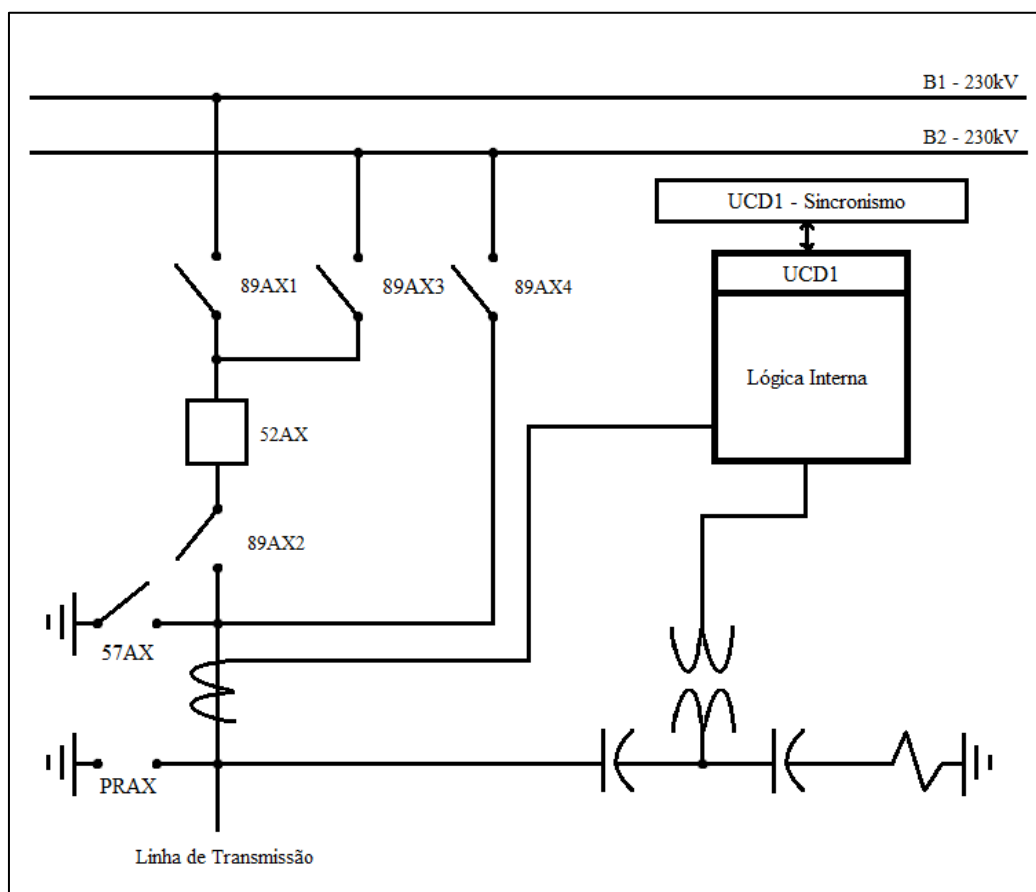 B1 - 230kV
B2 - 230kV
UCD1 - Sincronismo
UCD1
89AX1
89AX3
89AX4
Lógica Interna
52AX
89AX2
57AX
PRAX
Linha de Transmissão